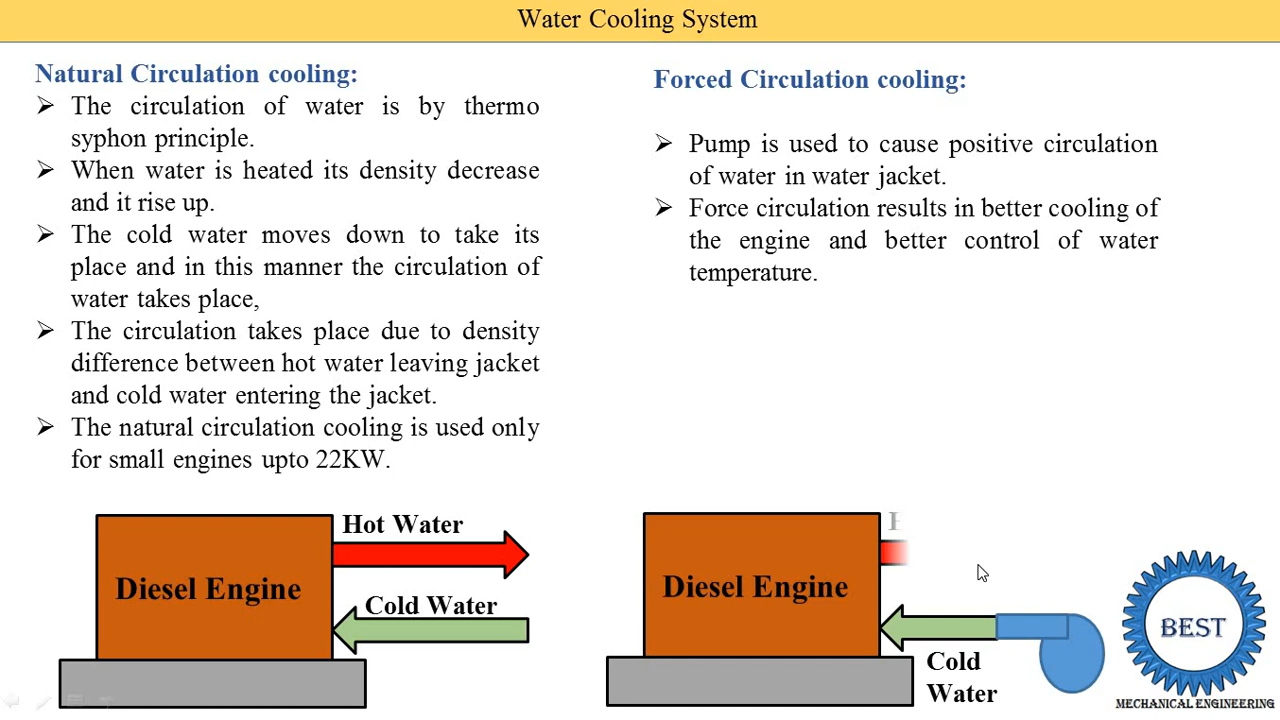 Water Cooling System
Natural Circulation cooling:
➢ The circulation of water is by thermo
syphon principle.
➢ When water is heated its density decrease
and it rise up.
➢ The cold water moves down to take its
place and in this manner the circulation of
water takes place,
➢ The circulation takes place due to density
difference between hot water leaving jacket
and cold water entering the jacket.
➢ The natural circulation cooling is used only
for small engines upto 22KW.
Forced Circulation cooling:
➢ Pump is used to cause positive circulation
of water in water jacket.
➢ Force circulation results in better cooling of
the engine and better control of water
temperature.
Hot Water
Diesel Engine
Cold Water
Diesel Engine
Cold
Water
BEST
MECHANICAL ENGINEERING